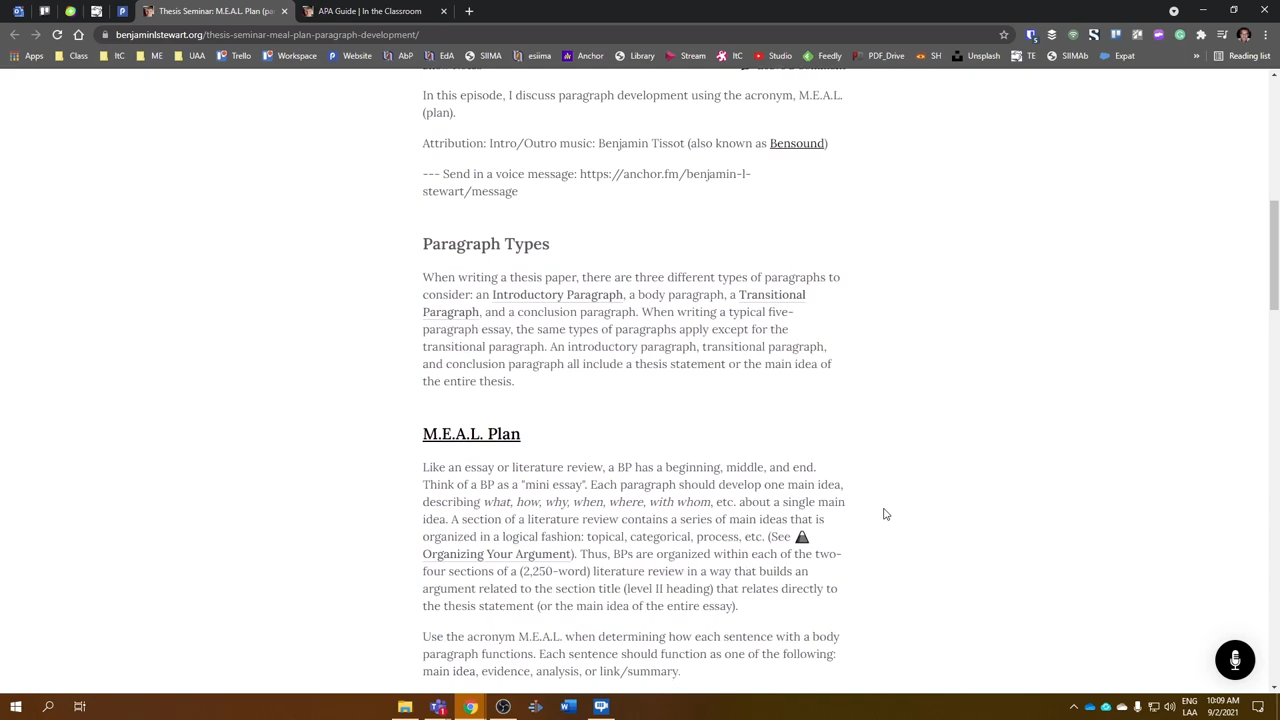 Thesis Seminar: M.E.A.L. Plan (pa
APA Guide | In the Classroom
benjaminlstewart.org/thesis-seminar-meal-plan-paragraph-development/
Apps Class ItC ME UAA Trello Workspace Webinar AbP EdA SIIMA esiima Anchor Library Stream ItC Studio Feedly PDF_Drive SH Unsplash TE SIIMAb Expat Reading list
In this episode, I discuss paragraph development using the acronym, M.E.A.L.
(plan).
Attribution: Intro/Outro music: Benjamin Tissot (also known as Bensound)
--- Send in a voice message: https://anchor.fm/benjamin-l-
stewart/message
Paragraph Types
When writing a thesis paper, there are three different types of paragraphs to
consider: an Introductory Paragraph, a body paragraph, a Transitional
Paragraph, and a conclusion paragraph. When writing a typical five-
paragraph essay, the same types of paragraphs apply except for the
transitional paragraph. An introductory paragraph, transitional paragraph,
and conclusion paragraph all include a thesis statement or the main idea of
the entire thesis.
M.E.A.L. Plan
Like an essay or literature review, a BP has a beginning, middle, and end.
Think of a BP as a "mini essay". Each paragraph should develop one main idea,
describing what, how, why, when, where, with whom, etc. about a single main
idea. A section of a literature review contains a series of main ideas that is
organized in a logical fashion: topical, categorical, process, etc. (See
Organizing Your Argument). Thus, BPs are organized within each of the two-
four sections of a (2,250-word) literature review in a way that builds an
argument related to the section title (level II heading) that relates directly to
the thesis statement (or the main idea of the entire essay).
Use the acronym M.E.A.L. when determining how each sentence with a body
paragraph functions. Each sentence should function as one of the following:
main idea, evidence, analysis, or link/summary.
ENG 10:09 AM
LAA 9/2/2021